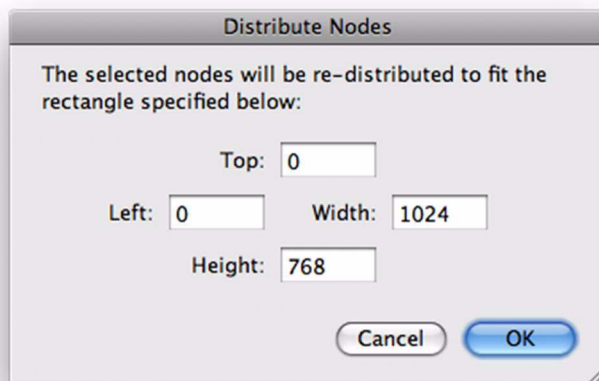 Distribute Nodes
The selected nodes will be re-distributed to fit the
rectangle specified below:
Top: 0
Left: 0 Width: 1024
Height: 768
Cancel OK